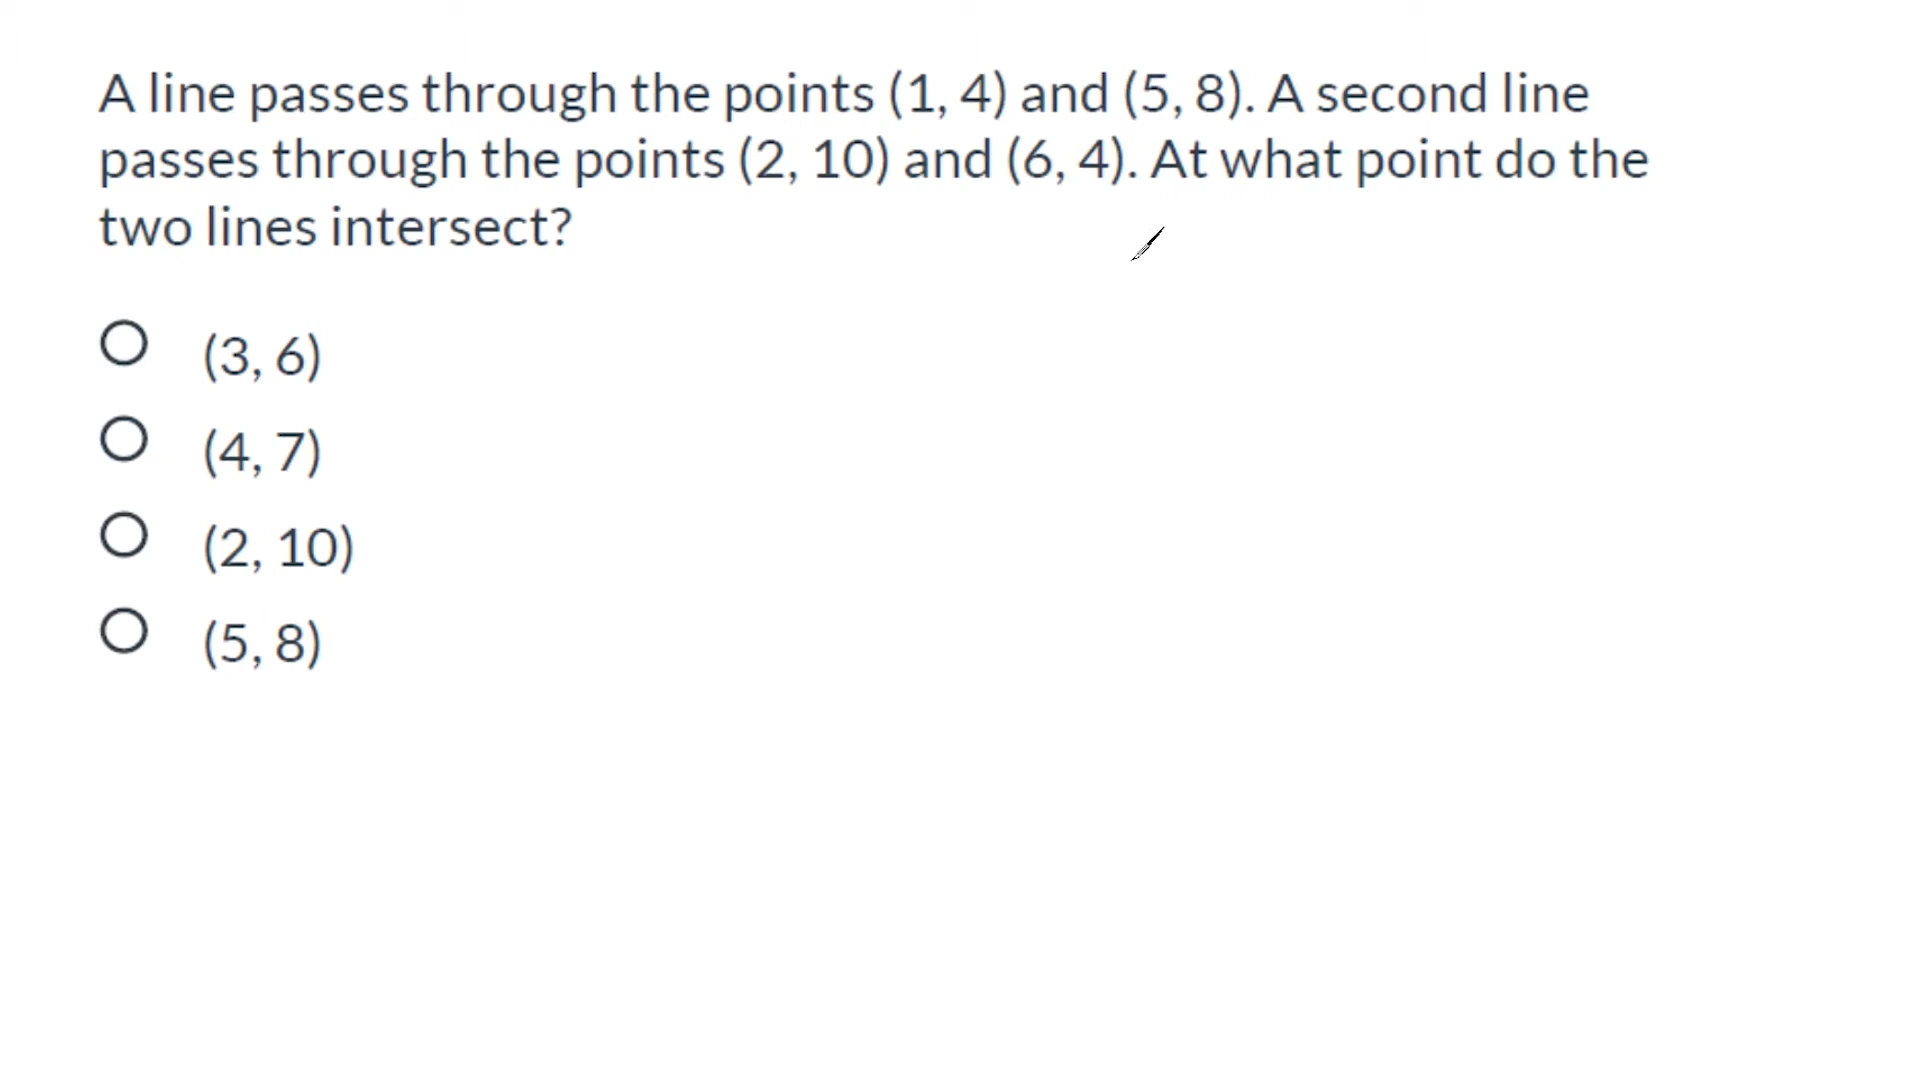 A line passes through the points (1, 4) and (5, 8). A second line
passes through the points (2, 10) and (6, 4). At what point do the
two lines intersect?
(3, 6)
(4, 7)
(2, 10)
(5, 8)